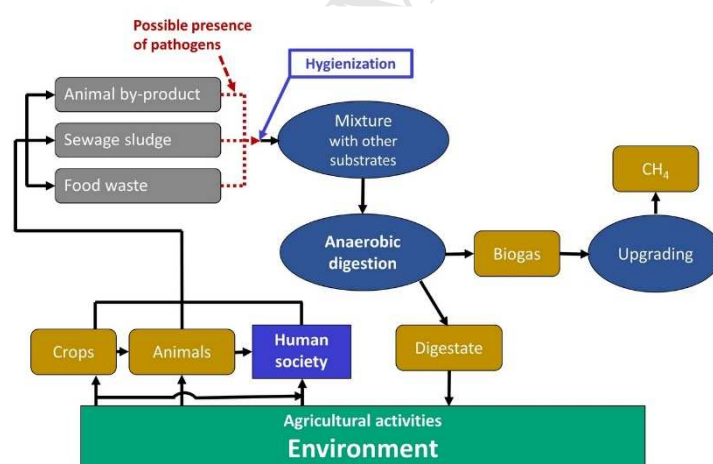 Possible presence
of pathogens
Hygienization
Animal by-product
Sewage sludge
Food waste
Mixture
with other
substrates
CH₄
Anaerobic
digestion
Biogas
Upgrading
Crops
Animals
Human
society
Digestate
Agricultural activities
Environment